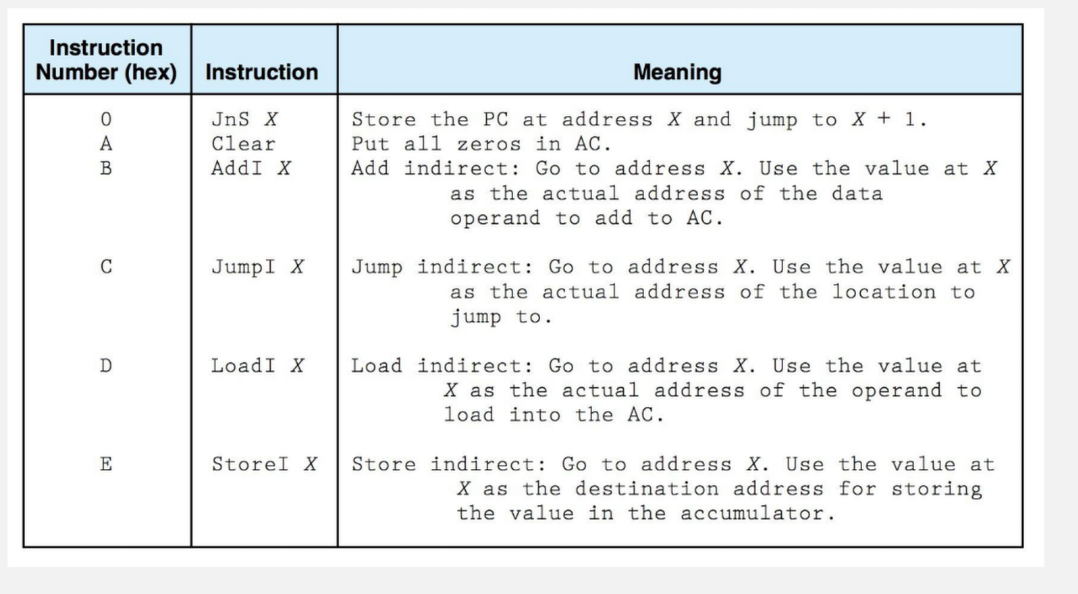 Instruction
Number (hex) Instruction Meaning
0 JnS X Store the PC at address X and jump to X + 1.
A Clear Put all zeros in AC.
B AddI X Add indirect: Go to address X. Use the value at X
as the actual address of the data
operand to add to AC.
C JumpI X Jump indirect: Go to address X. Use the value at X
as the actual address of the location to
jump to.
D LoadI X Load indirect: Go to address X. Use the value at
X as the actual address of the operand to
load into the AC.
E StoreI X Store indirect: Go to address X. Use the value at
X as the destination address for storing
the value in the accumulator.